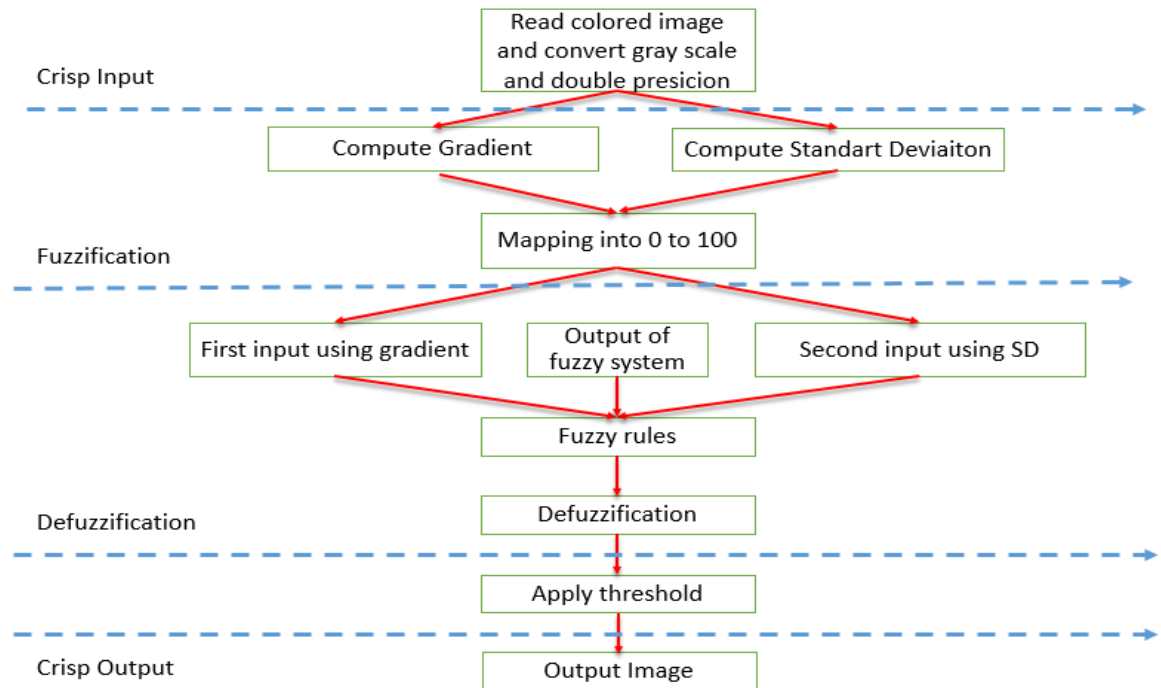 Read colored image
and convert gray scale
and double presicion
Crisp Input
Compute Gradient
Compute Standart Deviaiton
Mapping into 0 to 100
Fuzzification
First input using gradient
Output of
fuzzy system
Second input using SD
Fuzzy rules
Defuzzification
Defuzzification
Apply threshold
Output Image
Crisp Output